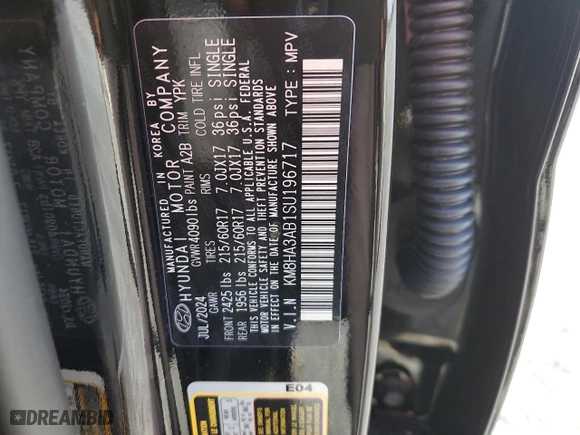 MANUFACTURED IN KOREA BY
HYUNDAI MOTOR COMPANY
JUL/2024 GVWR 4090 lbs PAINT A2B TRIM YPK
GAWR TIRES RIMS COLD TIRE INFL
FRONT 2425 lbs 215/60R17 7.0JX17 36psi SINGLE
REAR 1956 lbs 215/60R17 7.0JX17 36psi SINGLE
THIS VEHICLE CONFORMS TO ALL APPLICABLE U.S.A. FEDERAL
MOTOR VEHICLE SAFETY, BUMPER, AND THEFT PREVENTION STANDARDS
IN EFFECT ON THE DATE OF MANUFACTURE SHOWN ABOVE
V.I.N KM8HA3AB1SU196717 TYPE : MPV
E04
DREAMBID